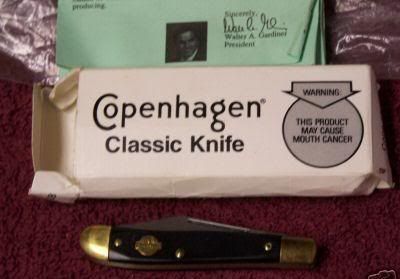 producing.
Sincerely,
Walter A. Gardiner
President
Copenhagen®
Classic Knife
WARNING:
THIS PRODUCT
MAY CAUSE
MOUTH CANCER